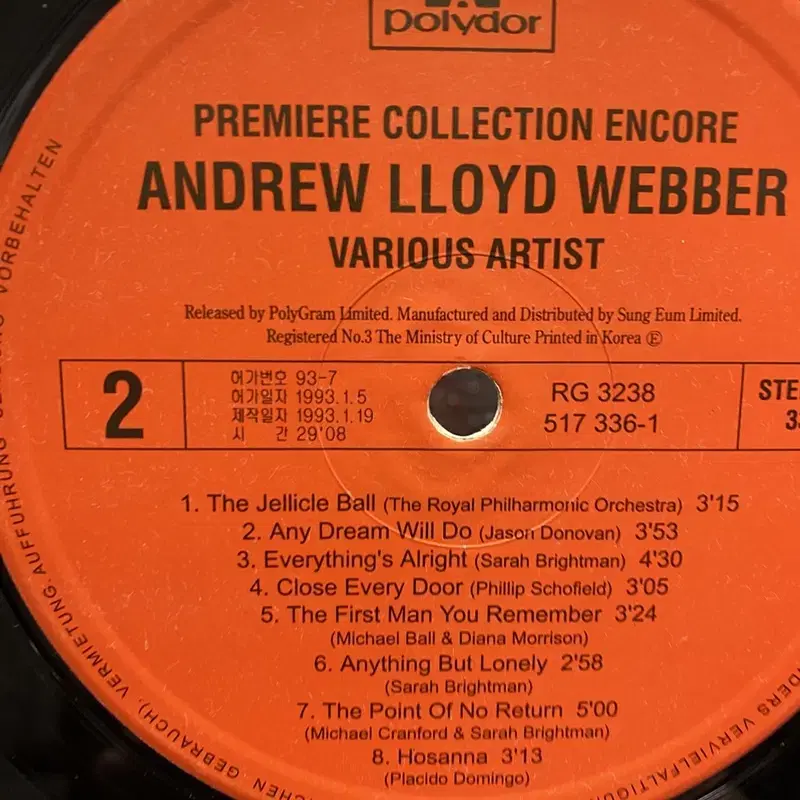 polydor
PREMIERE COLLECTION ENCORE
ANDREW LLOYD WEBBER
VARIOUS ARTIST
Released by PolyGram Limited. Manufactured and Distributed by Sung Eum Limited.
Registered No.3 The Ministry of Culture Printed in Korea Ⓔ
2
허가번호 93-7
허가일자 1993.1.5
제작일자 1993.1.19
시 간 29'08
RG 3238
517 336-1
STE
33
1. The Jellicle Ball (The Royal Philharmonic Orchestra) 3'15
2. Any Dream Will Do (Jason Donovan) 3'53
3. Everything's Alright (Sarah Brightman) 4'30
4. Close Every Door (Phillip Schofield) 3'05
5. The First Man You Remember 3'24
(Michael Ball & Diana Morrison)
6. Anything But Lonely 2'58
(Sarah Brightman)
7. The Point Of No Return 5'00
(Michael Cranford & Sarah Brightman)
8. Hosanna 3'13
(Placido Domingo)
GEBRAUCH), VERMIETUNG, AUFFUHRUNG, SENDUNG VORBEHALTEN
VERVIELFALTIGU